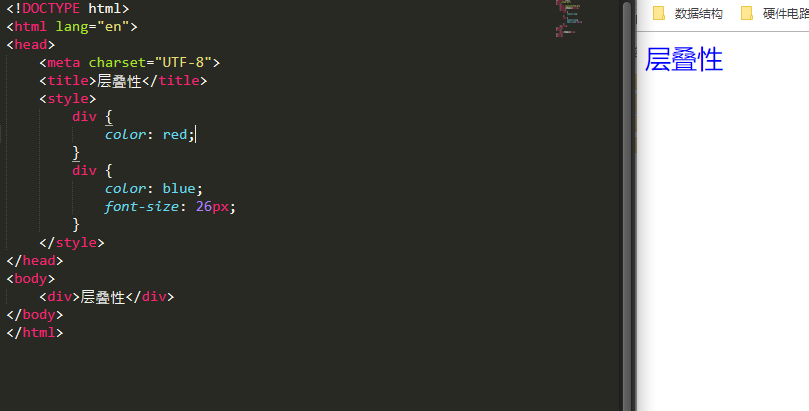 <!DOCTYPE html>
<html lang="en">
<head>
    <meta charset="UTF-8">
    <title>层叠性</title>
    <style>
        div {
            color: red;
        }
        div {
            color: blue;
            font-size: 26px;
        }
    </style>
</head>
<body>
    <div>层叠性</div>
</body>
</html>
数据结构 硬件电路
层叠性